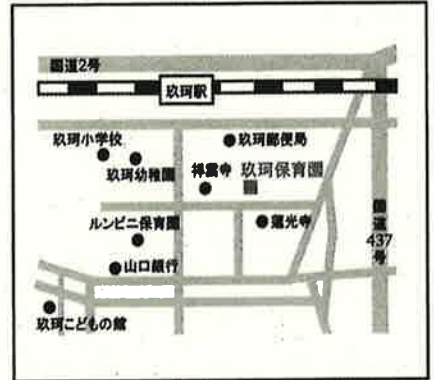 国道2号
玖珂駅
玖珂小学校
玖珂郵便局
玖珂幼稚園
祥雲寺
玖珂保育園
ルンビニ保育園
蓮光寺
国道437号
山口銀行
玖珂こどもの館